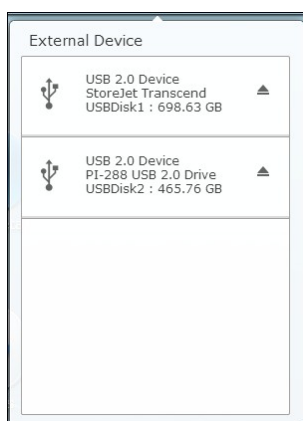 External Device
USB 2.0 Device
StoreJet Transcend
USBDisk1 : 698.63 GB
USB 2.0 Device
PI-288 USB 2.0 Drive
USBDisk2 : 465.76 GB